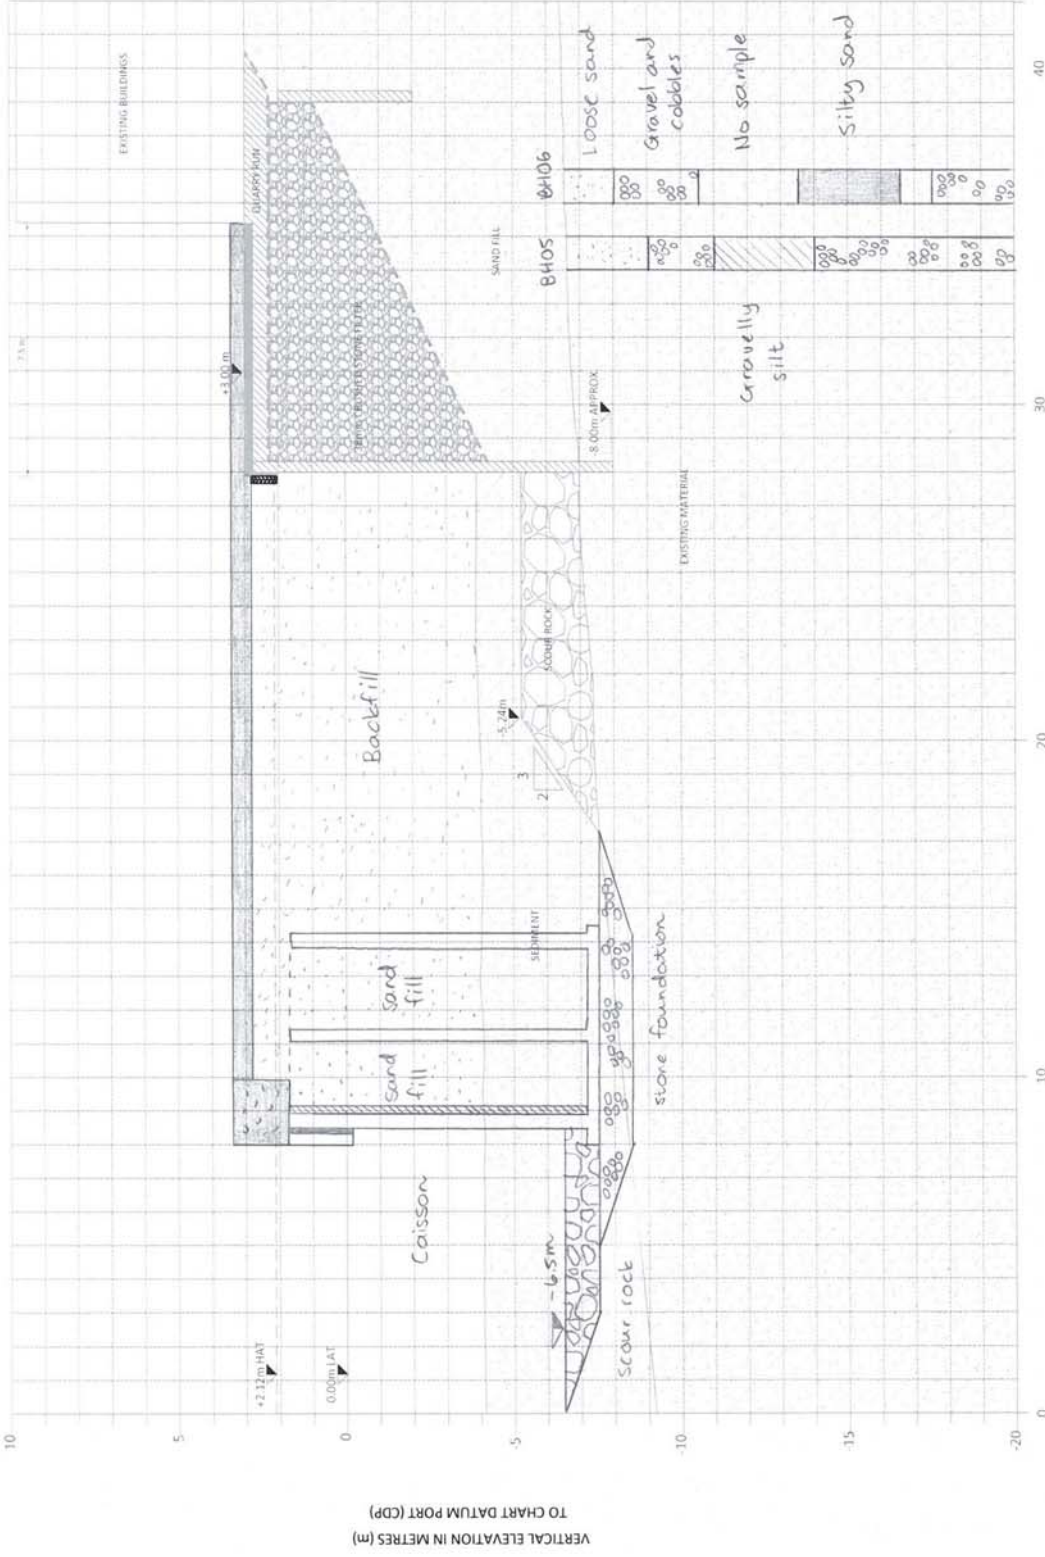 EXISTING BUILDINGS
7.5 m
+3.00 m
QUARRY RUN
SAND FILL
+2.12m HAT
0.00m LAT
Caisson
sand
fill
sand
fill
Backfill
SEDIMENT
-5.24m
2
3
SCOUR ROCK
-8.00m APPROX
EXISTING MATERIAL
-6.5m
scour rock
stone foundation
Gravelly
silt
BH05
BH06
Loose sand
Gravel and
cobbles
No sample
Silty sand
10
5
0
-5
-10
-15
-20
0
10
20
30
40
VERTICAL ELEVATION IN METRES (m)
TO CHART DATUM PORT (CDP)